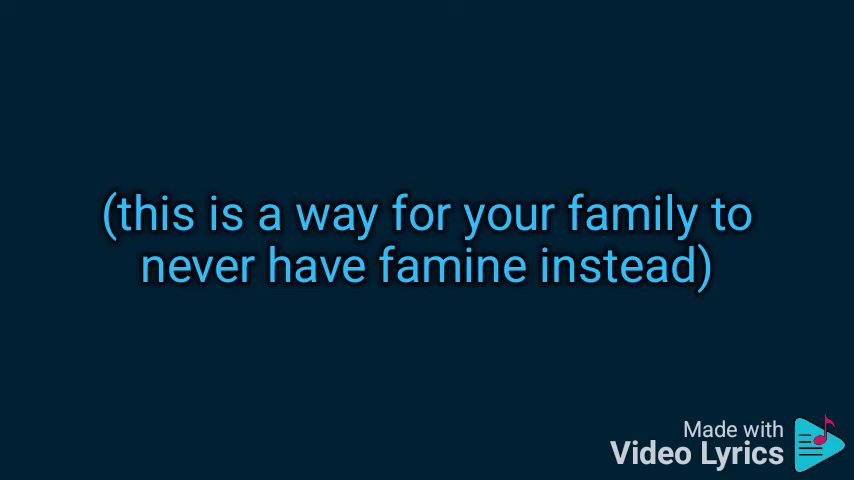 (this is a way for your family to
never have famine instead)
Made with
Video Lyrics